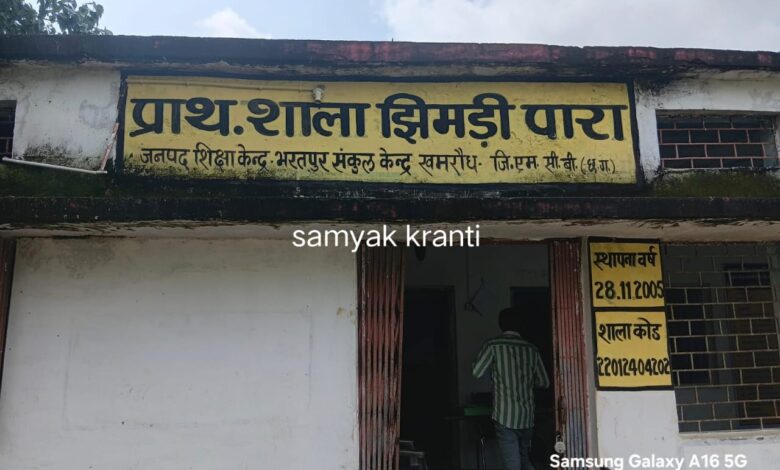 प्राथ. शाला झिमड़ी पारा
जनपद शिक्षा केन्द्र - भरतपुर संकुल केन्द्र खमरौध - जि. एम सी. बी. (छ.ग.)
samyak kranti
स्थापना वर्ष
28.11.2005
शाला कोड
22012404202
Samsung Galaxy A16 5G